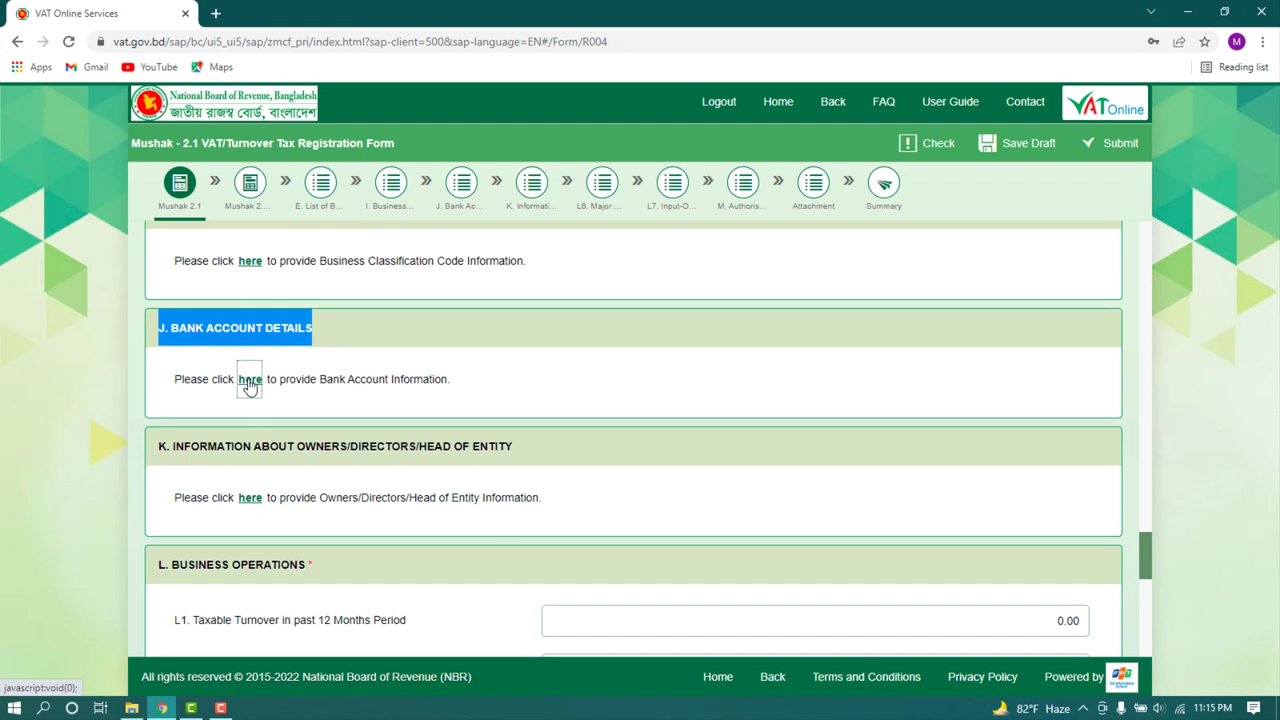 VAT Online Services
vat.gov.bd/sap/bc/ui5_ui5/sap/zmcf_pri/index.html?sap-client=500&sap-language=EN#/Form/R004
M
Apps Gmail YouTube Maps Reading list
National Board of Revenue, Bangladesh
জাতীয় রাজস্ব বোর্ড, বাংলাদেশ
Logout Home Back FAQ User Guide Contact
VAT Online
Mushak - 2.1 VAT/Turnover Tax Registration Form
Check Save Draft Submit
Mushak 2.1 Mushak 2.... E. List of B... I. Business... J. Bank Ac... K. Informati... L6. Major ... L7. Input-O... M. Authoris... Attachment Summary
Please click here to provide Business Classification Code Information.
J. BANK ACCOUNT DETAILS
Please click here to provide Bank Account Information.
K. INFORMATION ABOUT OWNERS/DIRECTORS/HEAD OF ENTITY
Please click here to provide Owners/Directors/Head of Entity Information.
L. BUSINESS OPERATIONS *
L1. Taxable Turnover in past 12 Months Period 0.00
All rights reserved © 2015-2022 National Board of Revenue (NBR) Home Back Terms and Conditions Privacy Policy Powered by
javascript:void(0);
82°F Haze 11:15 PM